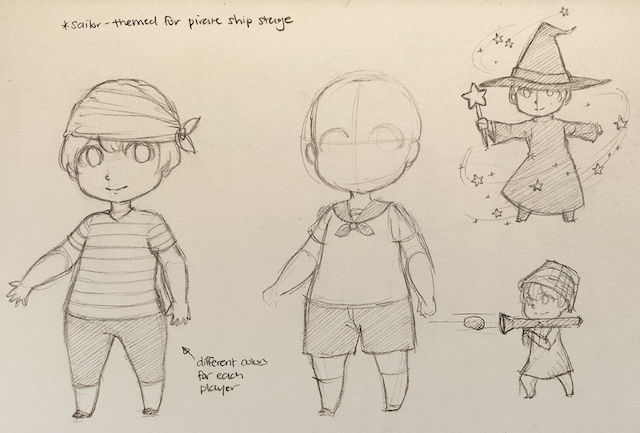 *sailor-themed for pirate ship stage
different colors
for each
player